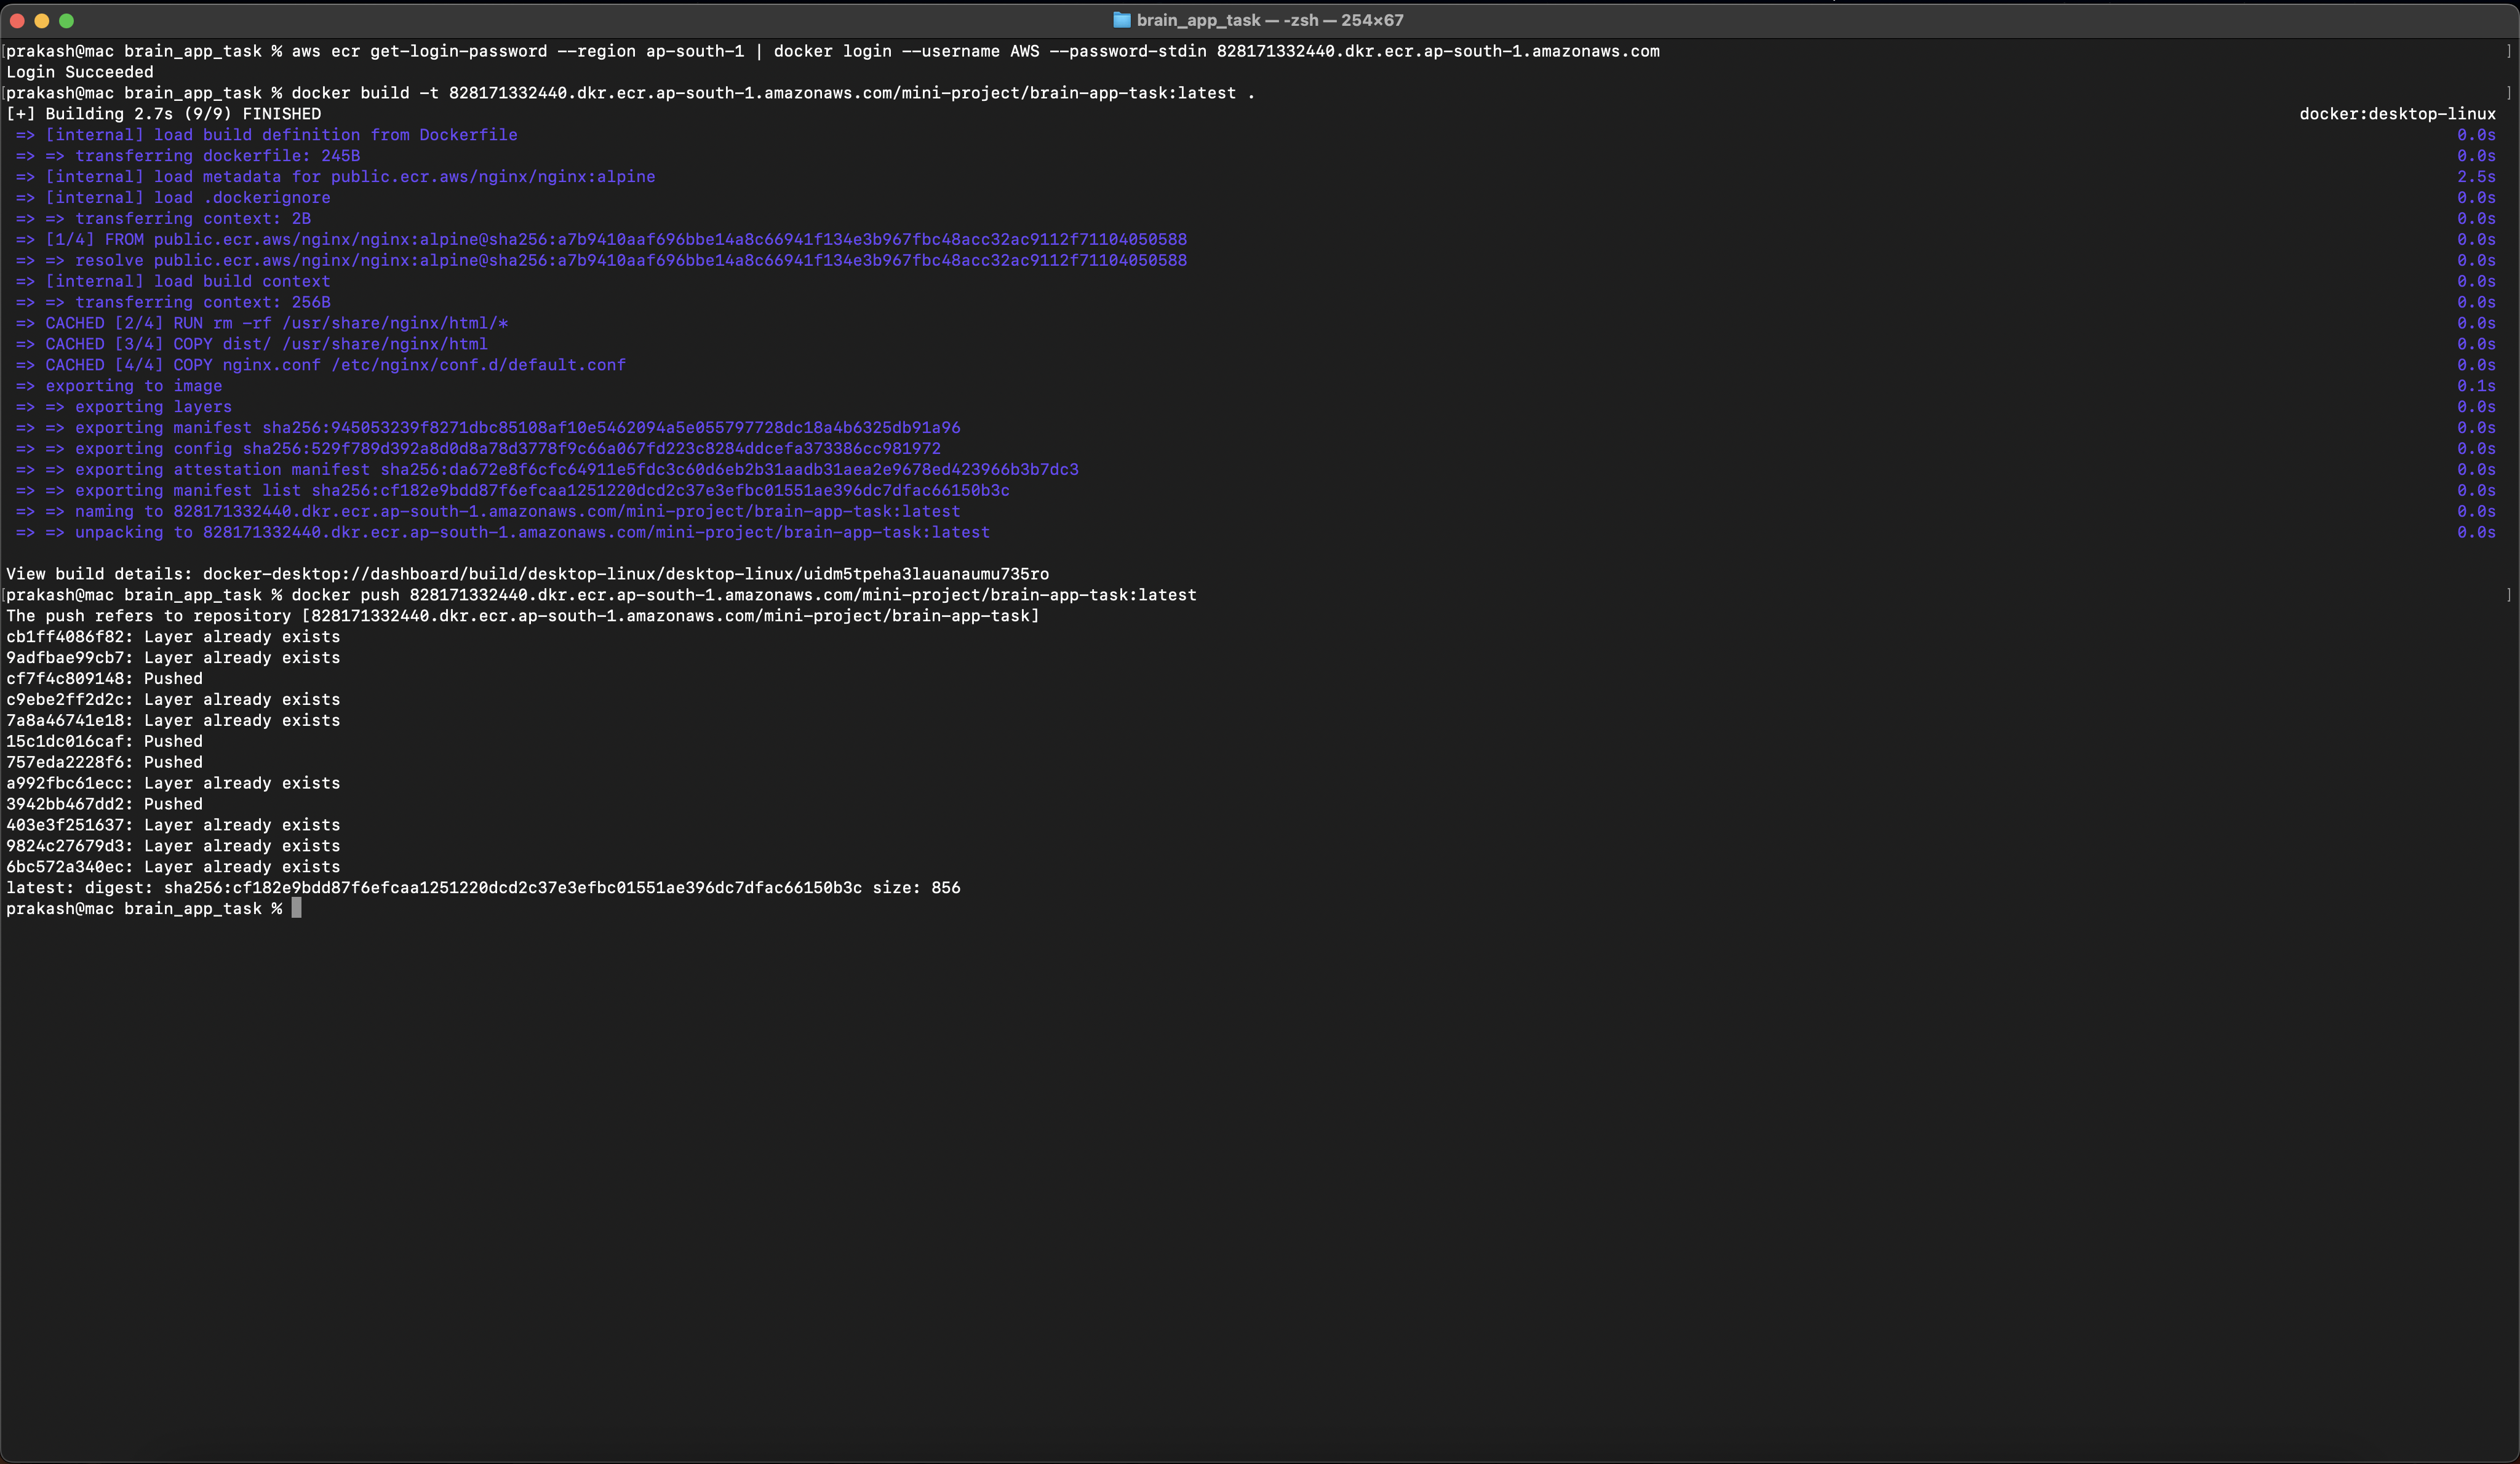 brain_app_task — -zsh — 254×67
prakash@mac brain_app_task % aws ecr get-login-password --region ap-south-1 | docker login --username AWS --password-stdin 828171332440.dkr.ecr.ap-south-1.amazonaws.com
Login Succeeded
prakash@mac brain_app_task % docker build -t 828171332440.dkr.ecr.ap-south-1.amazonaws.com/mini-project/brain-app-task:latest .
[+] Building 2.7s (9/9) FINISHED docker:desktop-linux
=> [internal] load build definition from Dockerfile 0.0s
=> => transferring dockerfile: 245B 0.0s
=> [internal] load metadata for public.ecr.aws/nginx/nginx:alpine 2.5s
=> [internal] load .dockerignore 0.0s
=> => transferring context: 2B 0.0s
=> [1/4] FROM public.ecr.aws/nginx/nginx:alpine@sha256:a7b9410aaf696bbe14a8c66941f134e3b967fbc48acc32ac9112f71104050588 0.0s
=> => resolve public.ecr.aws/nginx/nginx:alpine@sha256:a7b9410aaf696bbe14a8c66941f134e3b967fbc48acc32ac9112f71104050588 0.0s
=> [internal] load build context 0.0s
=> => transferring context: 256B 0.0s
=> CACHED [2/4] RUN rm -rf /usr/share/nginx/html/* 0.0s
=> CACHED [3/4] COPY dist/ /usr/share/nginx/html 0.0s
=> CACHED [4/4] COPY nginx.conf /etc/nginx/conf.d/default.conf 0.0s
=> exporting to image 0.1s
=> => exporting layers 0.0s
=> => exporting manifest sha256:945053239f8271dbc85108af10e5462094a5e055797728dc18a4b6325db91a96 0.0s
=> => exporting config sha256:529f789d392a8d0d8a78d3778f9c66a067fd223c8284ddcefa373386cc981972 0.0s
=> => exporting attestation manifest sha256:da672e8f6cfc64911e5fdc3c60d6eb2b31aadb31aea2e9678ed423966b3b7dc3 0.0s
=> => exporting manifest list sha256:cf182e9bdd87f6efcaa1251220dcd2c37e3efbc01551ae396dc7dfac66150b3c 0.0s
=> => naming to 828171332440.dkr.ecr.ap-south-1.amazonaws.com/mini-project/brain-app-task:latest 0.0s
=> => unpacking to 828171332440.dkr.ecr.ap-south-1.amazonaws.com/mini-project/brain-app-task:latest 0.0s
View build details: docker-desktop://dashboard/build/desktop-linux/desktop-linux/uidm5tpeha3lauanaumu735ro
prakash@mac brain_app_task % docker push 828171332440.dkr.ecr.ap-south-1.amazonaws.com/mini-project/brain-app-task:latest
The push refers to repository [828171332440.dkr.ecr.ap-south-1.amazonaws.com/mini-project/brain-app-task]
cb1ff4086f82: Layer already exists
9adfbae99cb7: Layer already exists
cf7f4c809148: Pushed
c9ebe2ff2d2c: Layer already exists
7a8a46741e18: Layer already exists
15c1dc016caf: Pushed
757eda2228f6: Pushed
a992fbc61ecc: Layer already exists
3942bb467dd2: Pushed
403e3f251637: Layer already exists
9824c27679d3: Layer already exists
6bc572a340ec: Layer already exists
latest: digest: sha256:cf182e9bdd87f6efcaa1251220dcd2c37e3efbc01551ae396dc7dfac66150b3c size: 856
prakash@mac brain_app_task %